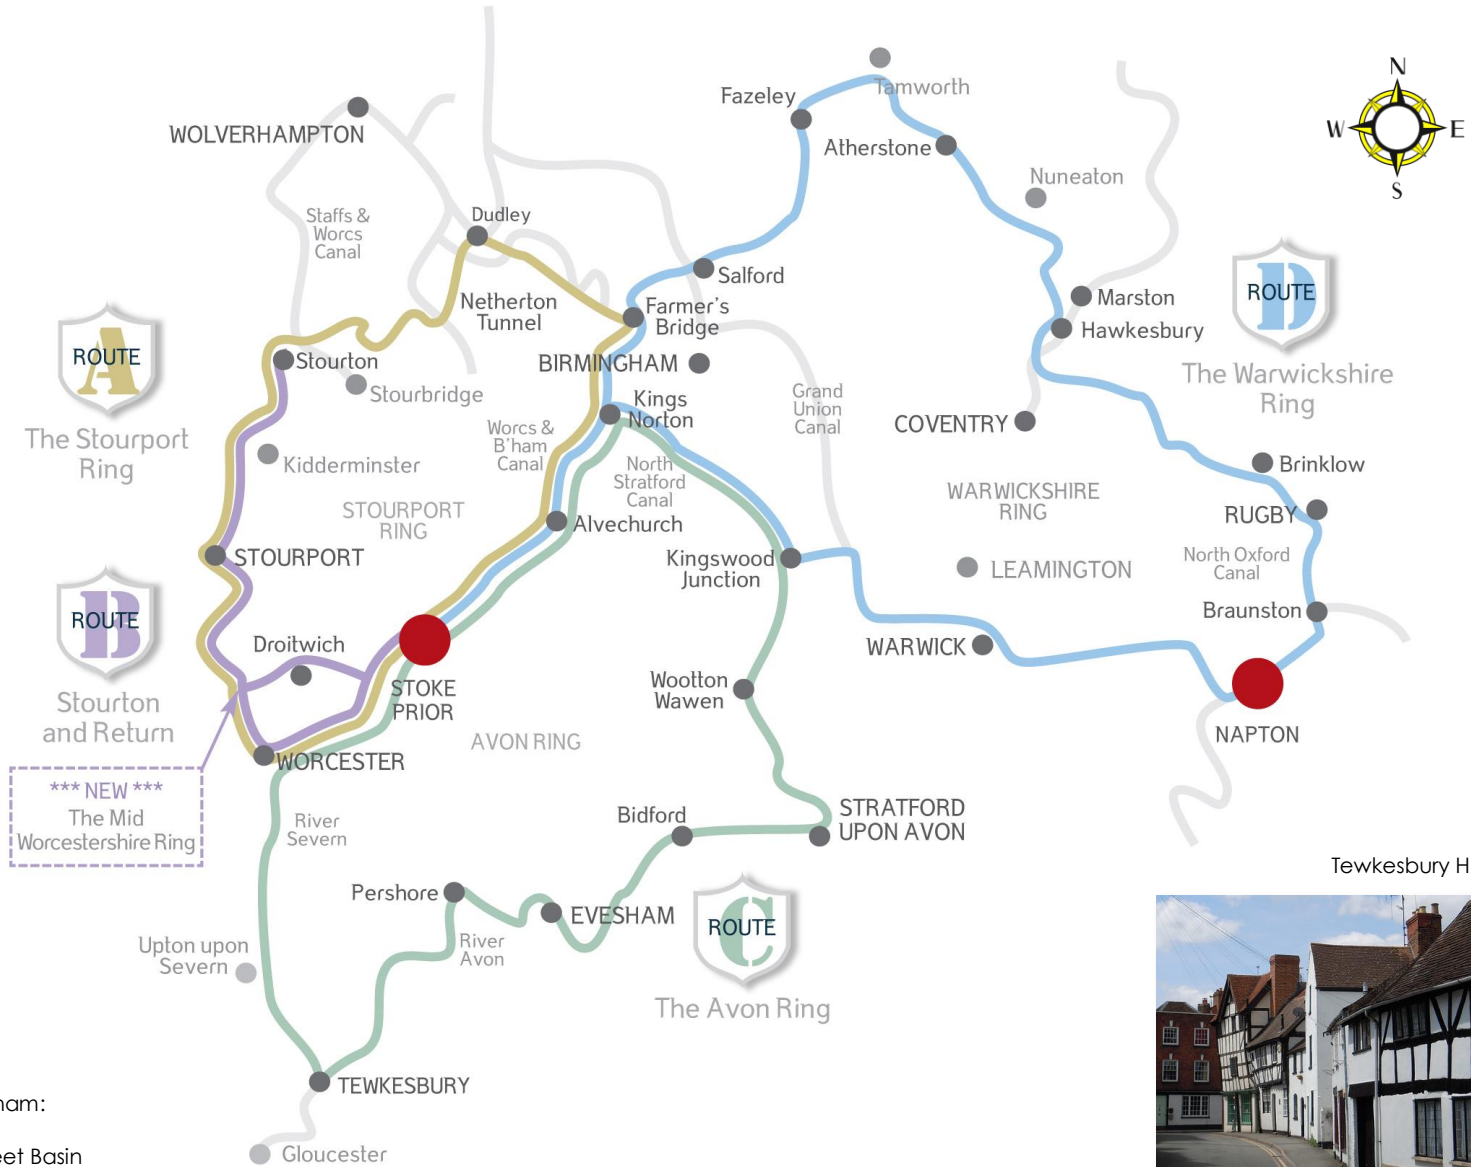 N
W
E
S
Tamworth
Fazeley
Atherstone
WOLVERHAMPTON
Nuneaton
Staffs &
Worcs
Canal
Dudley
Salford
Marston
Hawkesbury
ROUTE
D
The Warwickshire
Ring
Netherton
Tunnel
Farmer's
Bridge
ROUTE
A
The Stourport
Ring
Stourton
Stourbridge
BIRMINGHAM
Kings
Norton
Grand
Union
Canal
COVENTRY
Worcs &
B'ham
Canal
Kidderminster
North
Stratford
Canal
Brinklow
STOURPORT
RING
WARWICKSHIRE
RING
RUGBY
Alvechurch
STOURPORT
Kingswood
Junction
LEAMINGTON
North Oxford
Canal
ROUTE
B
Stourton
and Return
Braunston
Droitwich
WARWICK
STOKE
PRIOR
Wootton
Wawen
NAPTON
AVON RING
WORCESTER
*** NEW ***
The Mid
Worcestershire Ring
River
Severn
Bidford
STRATFORD
UPON AVON
Tewkesbury H
Pershore
EVESHAM
ROUTE
C
The Avon Ring
River
Avon
Upton upon
Severn
TEWKESBURY
ham:
Gloucester
eet Basin